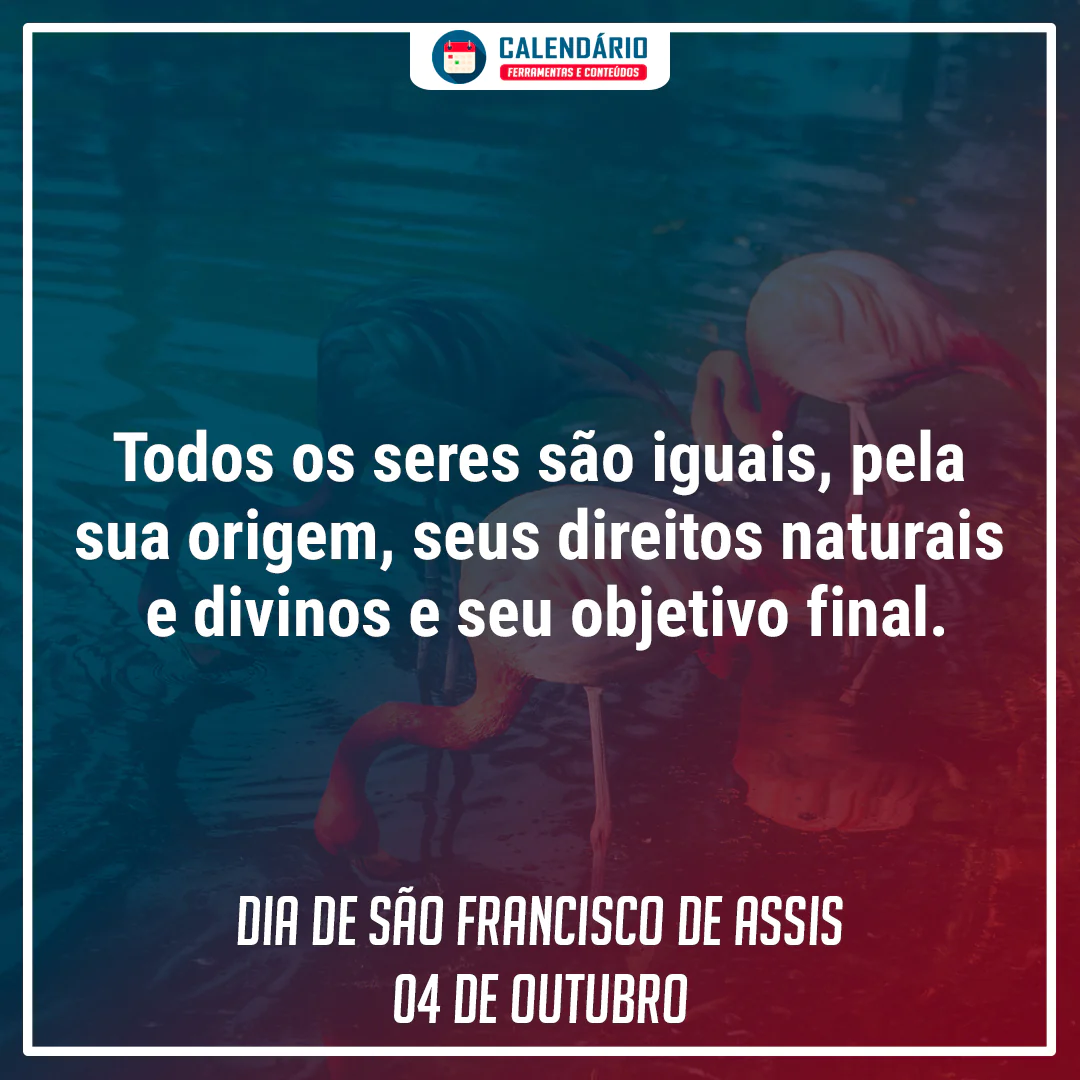 CALENDÁRIO
FERRAMENTAS E CONTEÚDOS
Todos os seres são iguais, pela
sua origem, seus direitos naturais
e divinos e seu objetivo final.
DIA DE SÃO FRANCISCO DE ASSIS
04 DE OUTUBRO